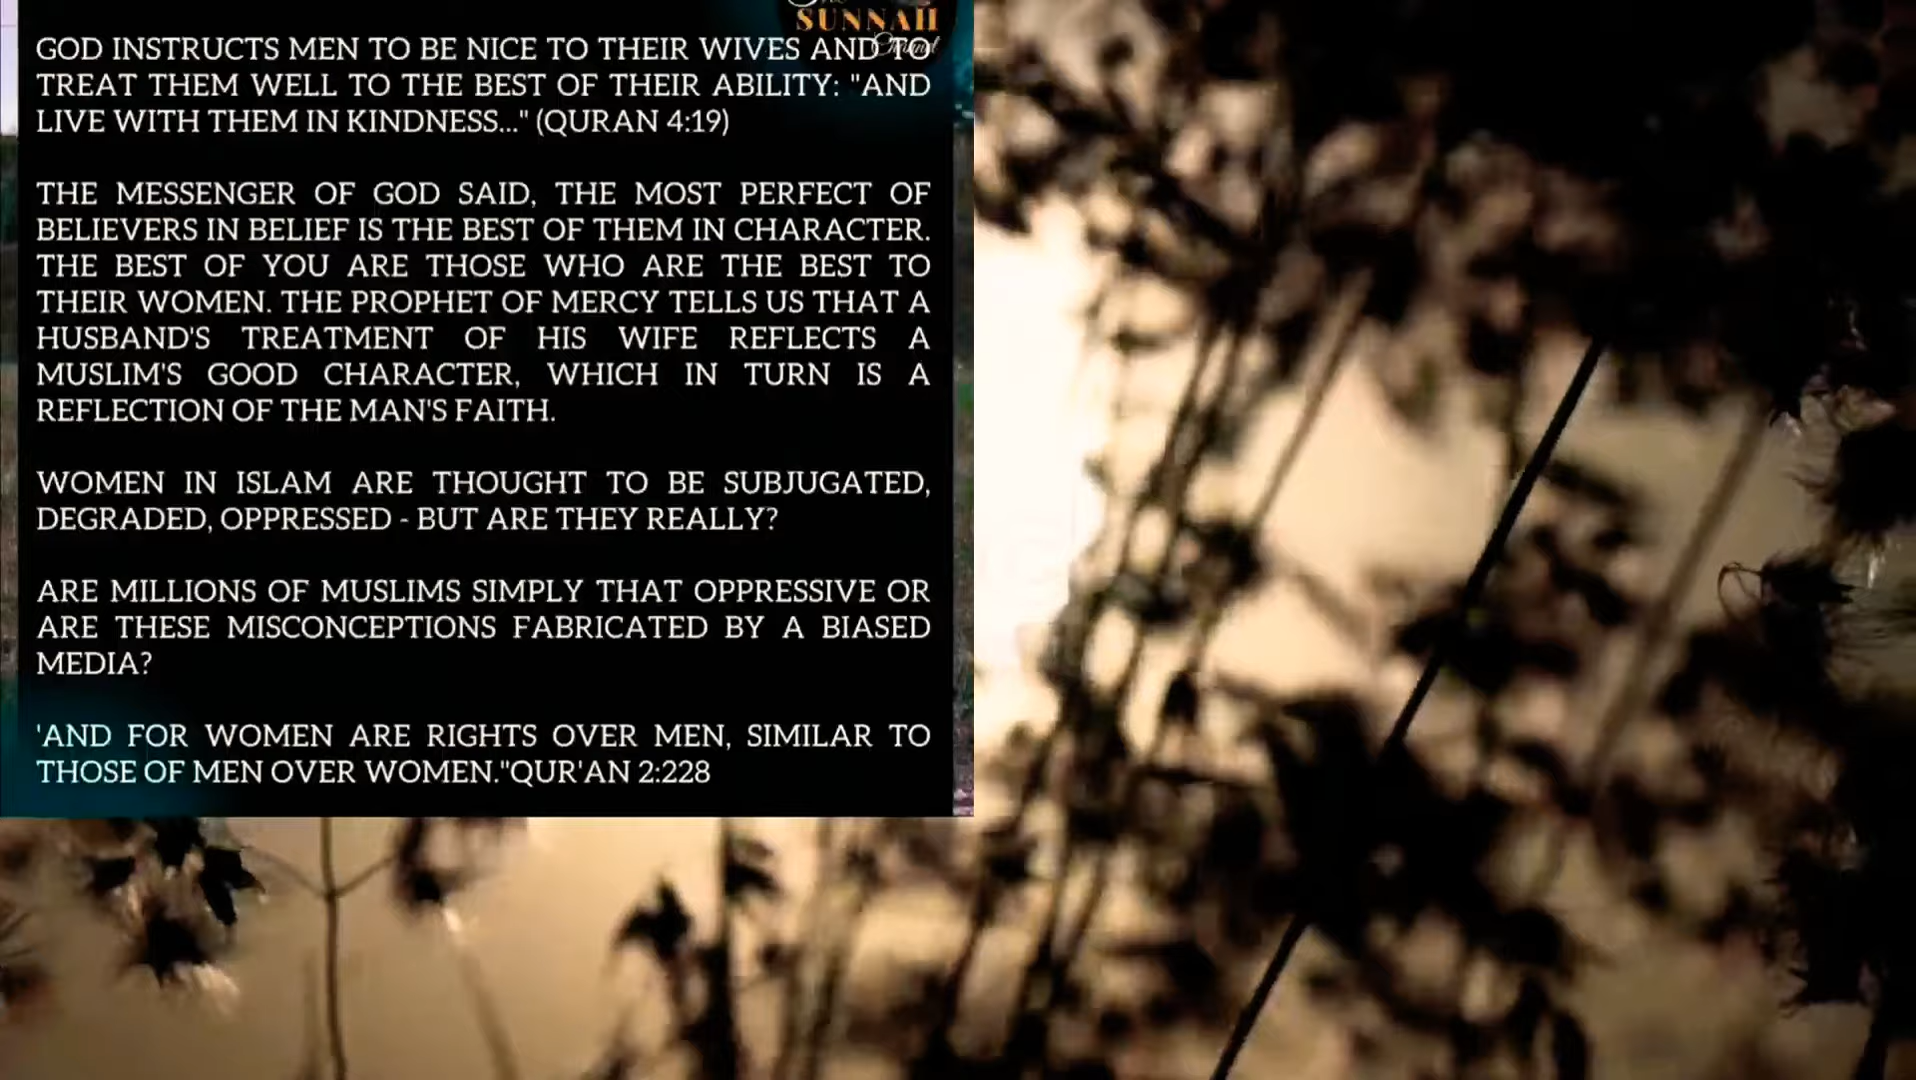 SUNNAH
GOD INSTRUCTS MEN TO BE NICE TO THEIR WIVES AND TO
TREAT THEM WELL TO THE BEST OF THEIR ABILITY: "AND
LIVE WITH THEM IN KINDNESS..." (QURAN 4:19)
THE MESSENGER OF GOD SAID, THE MOST PERFECT OF
BELIEVERS IN BELIEF IS THE BEST OF THEM IN CHARACTER.
THE BEST OF YOU ARE THOSE WHO ARE THE BEST TO
THEIR WOMEN. THE PROPHET OF MERCY TELLS US THAT A
HUSBAND'S TREATMENT OF HIS WIFE REFLECTS A
MUSLIM'S GOOD CHARACTER, WHICH IN TURN IS A
REFLECTION OF THE MAN'S FAITH.
WOMEN IN ISLAM ARE THOUGHT TO BE SUBJUGATED,
DEGRADED, OPPRESSED - BUT ARE THEY REALLY?
ARE MILLIONS OF MUSLIMS SIMPLY THAT OPPRESSIVE OR
ARE THESE MISCONCEPTIONS FABRICATED BY A BIASED
MEDIA?
'AND FOR WOMEN ARE RIGHTS OVER MEN, SIMILAR TO
THOSE OF MEN OVER WOMEN."QUR'AN 2:228